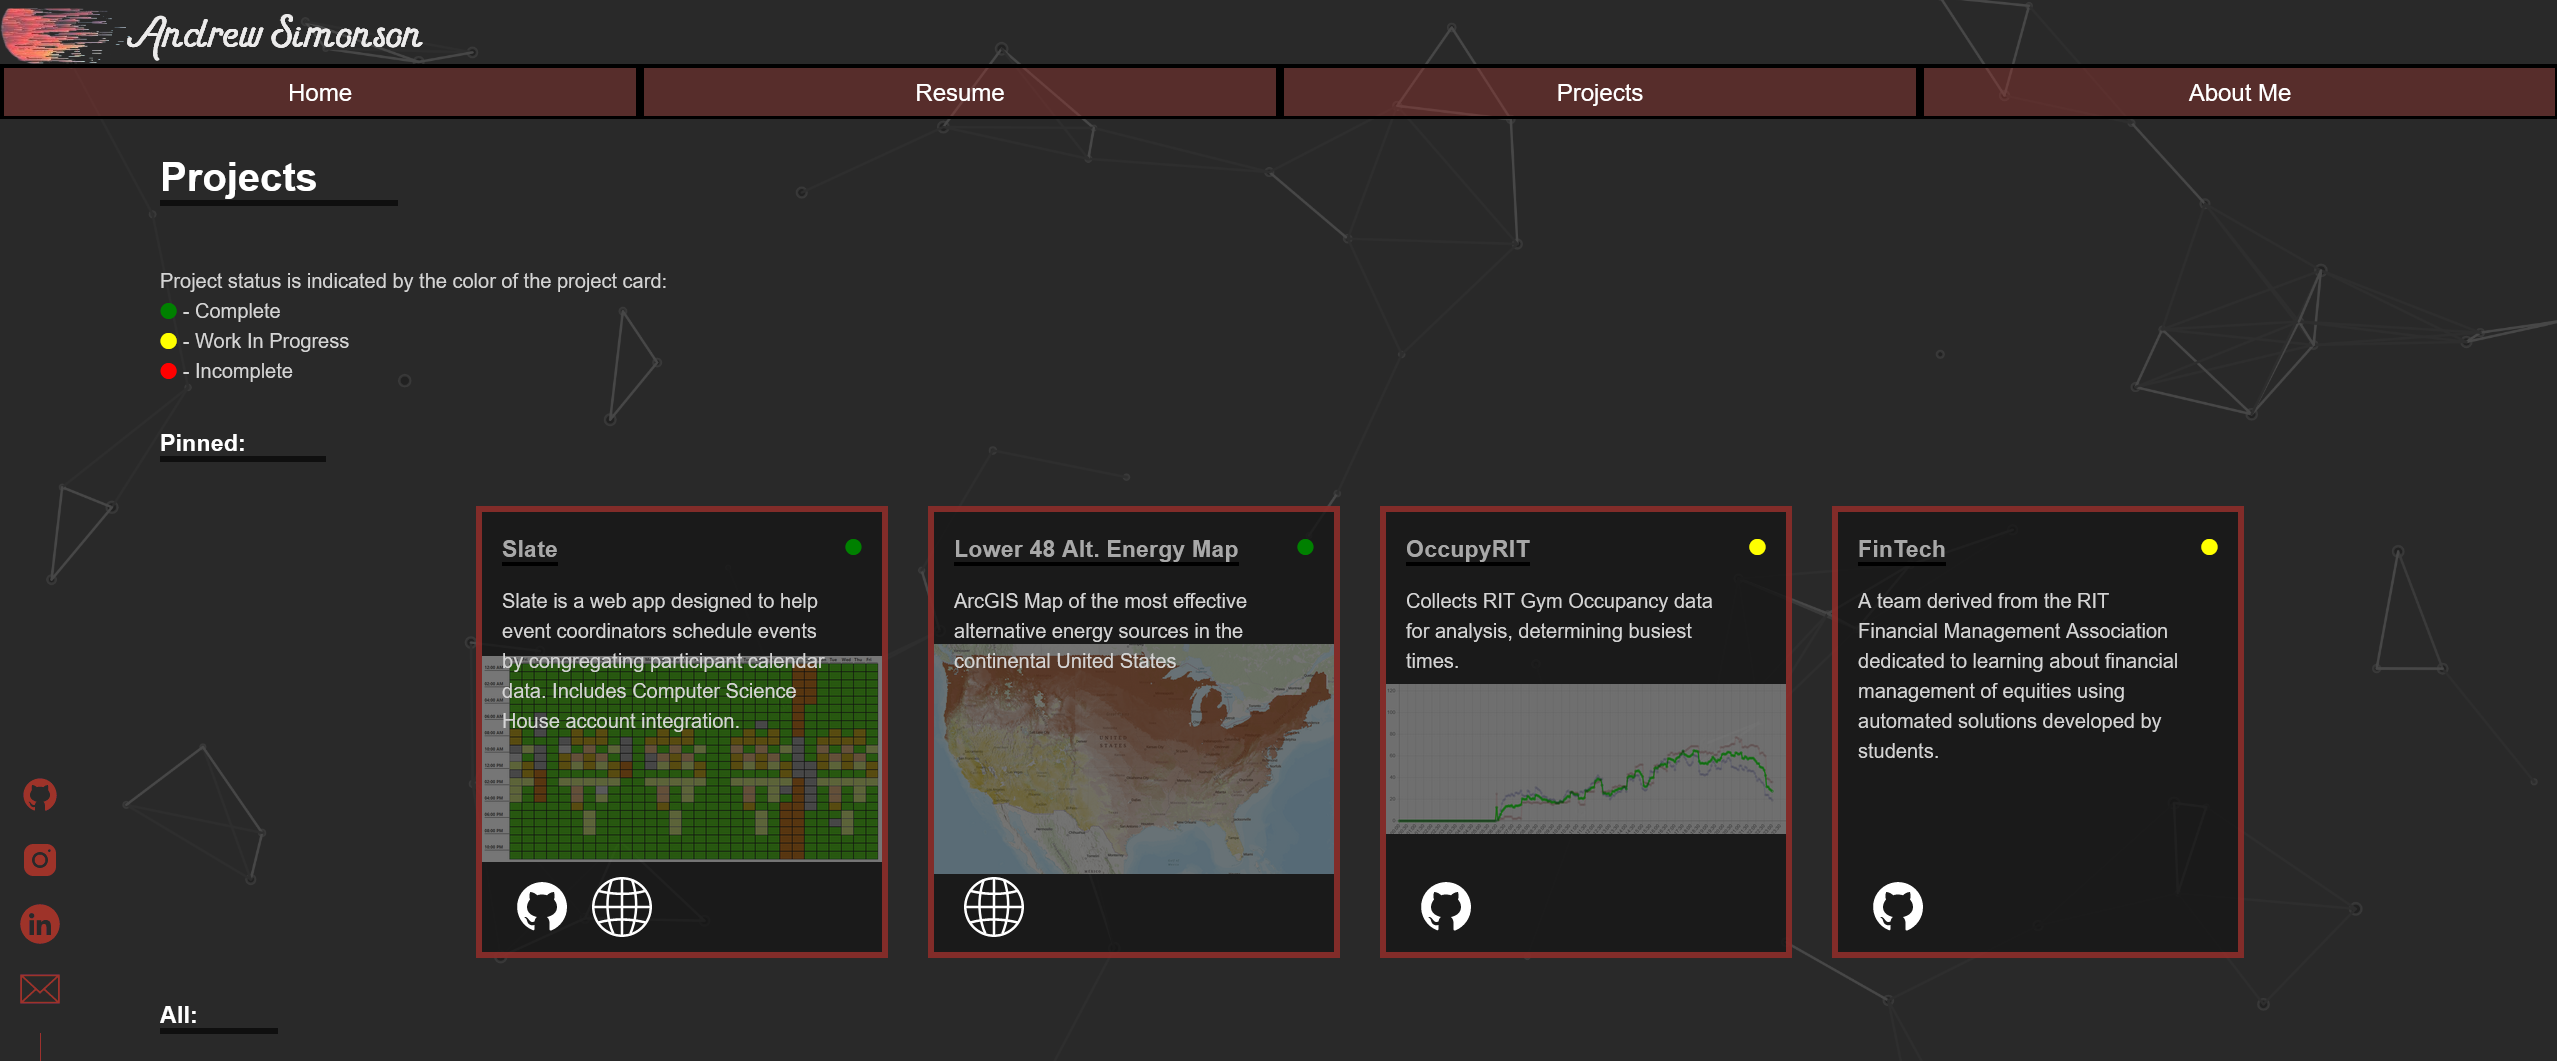 Andrew Simonson
Home
Resume
Projects
About Me
Projects
Project status is indicated by the color of the project card:
- Complete
- Work In Progress
- Incomplete
Pinned:
Slate
Slate is a web app designed to help
event coordinators schedule events
by congregating participant calendar
data. Includes Computer Science
House account integration.
Lower 48 Alt. Energy Map
ArcGIS Map of the most effective
alternative energy sources in the
continental United States
OccupyRIT
Collects RIT Gym Occupancy data
for analysis, determining busiest
times.
FinTech
A team derived from the RIT
Financial Management Association
dedicated to learning about financial
management of equities using
automated solutions developed by
students.
in
All: